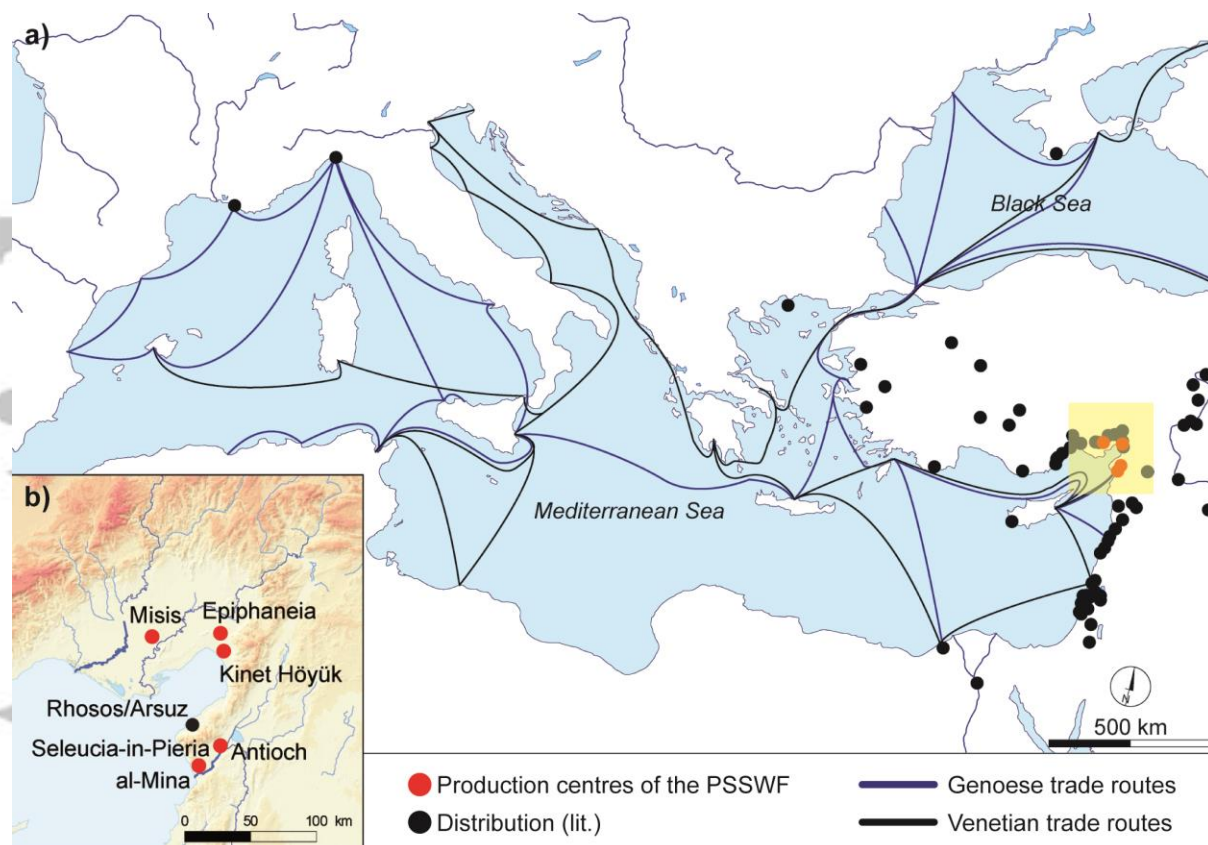 a)
Black Sea
Mediterranean Sea
N
500 km
b)
Misis
Epiphaneia
Kinet Höyük
Rhosos/Arsuz
Seleucia-in-Pieria
Antioch
al-Mina
0 50 100 km
Production centres of the PSSWF
Genoese trade routes
Distribution (lit.)
Venetian trade routes